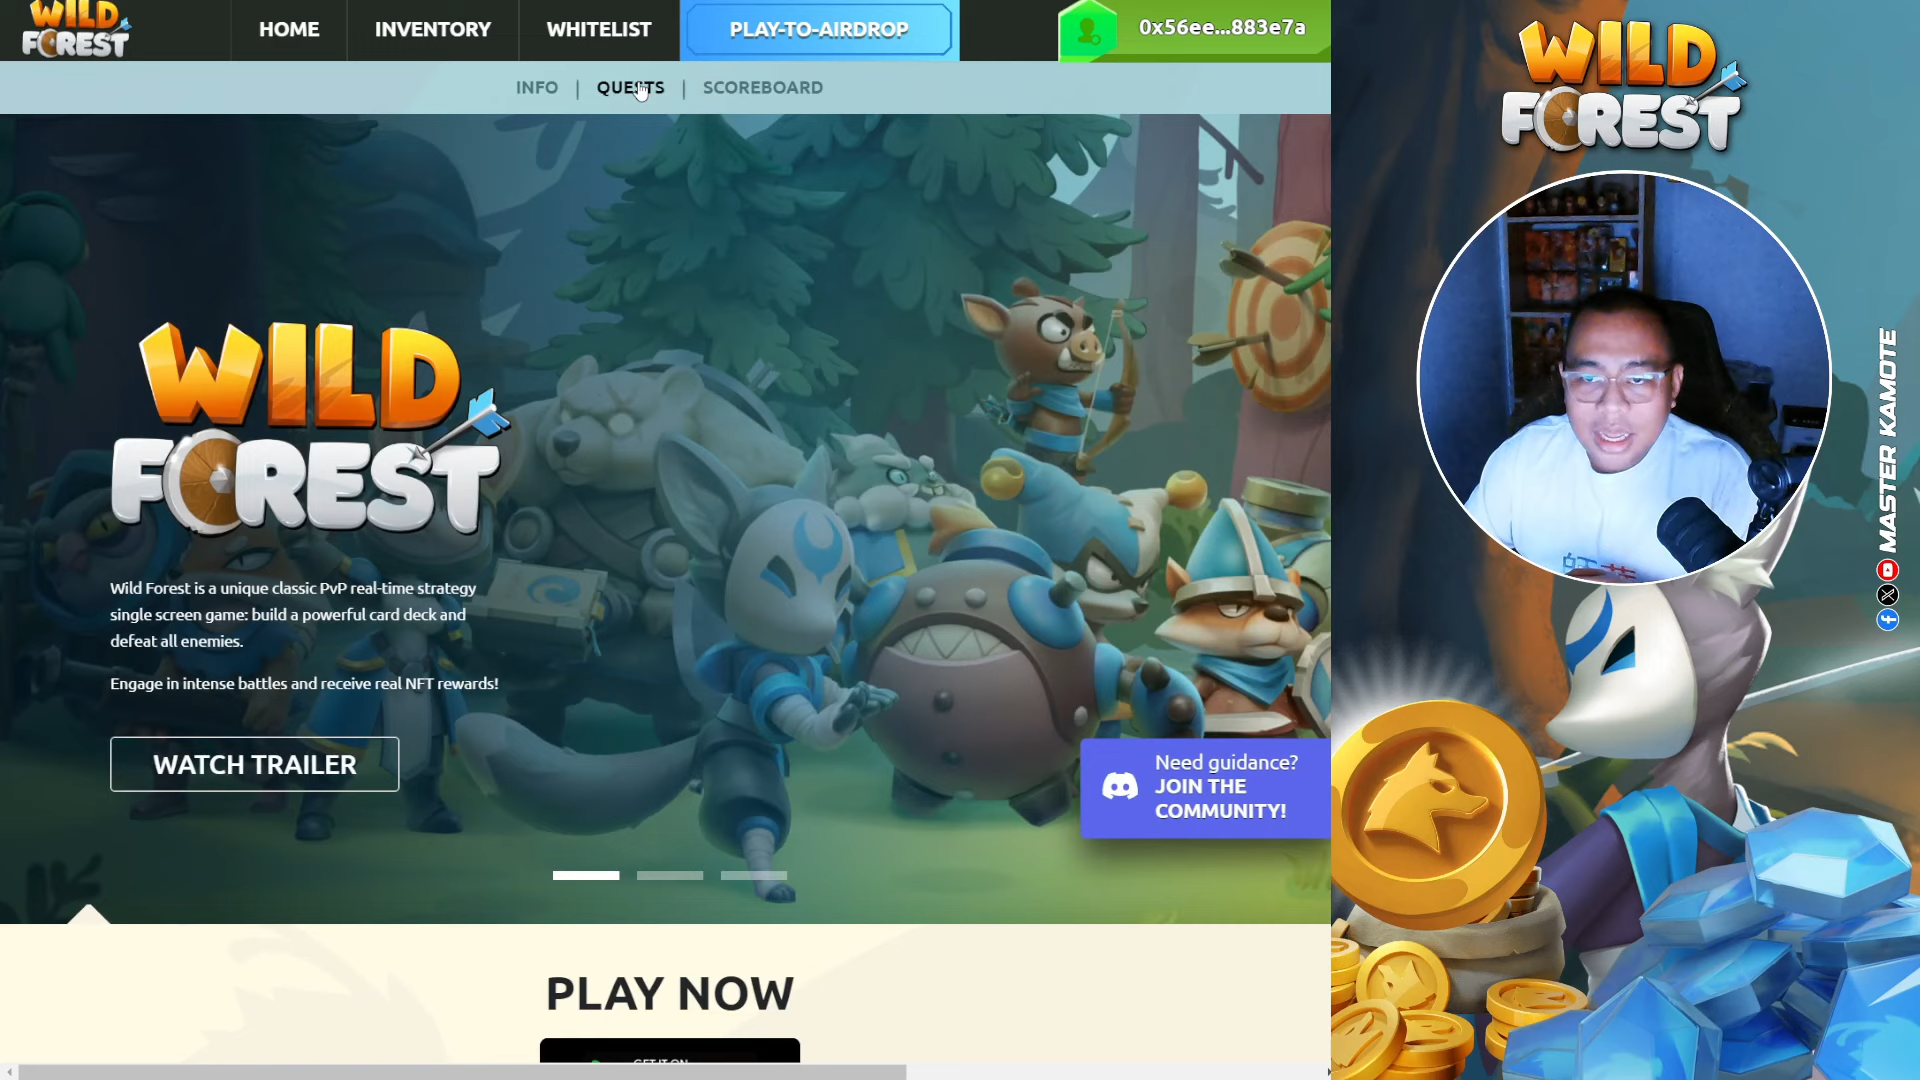 WILD
FOREST
HOME
INVENTORY
WHITELIST
PLAY-TO-AIRDROP
0x56ee...883e7a
INFO | QUESTS | SCOREBOARD
WILD
FOREST
Wild Forest is a unique classic PvP real-time strategy
single screen game: build a powerful card deck and
defeat all enemies.
Engage in intense battles and receive real NFT rewards!
WATCH TRAILER
Need guidance?
JOIN THE
COMMUNITY!
PLAY NOW
GET IT ON
WILD
FOREST
MASTER KAMOTE